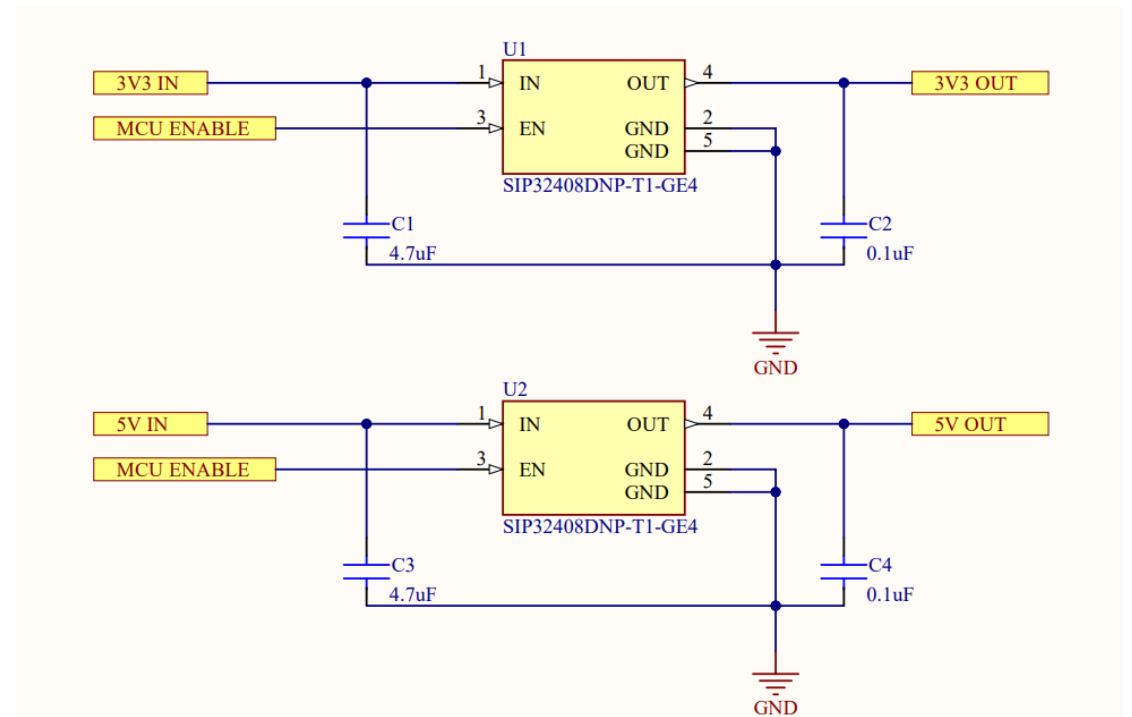 U1
3V3 IN
1
IN
OUT
4
3V3 OUT
MCU ENABLE
3
EN
GND
2
GND
5
SIP32408DNP-T1-GE4
C1
4.7uF
C2
0.1uF
GND
U2
5V IN
1
IN
OUT
4
5V OUT
MCU ENABLE
3
EN
GND
2
GND
5
SIP32408DNP-T1-GE4
C3
4.7uF
C4
0.1uF
GND